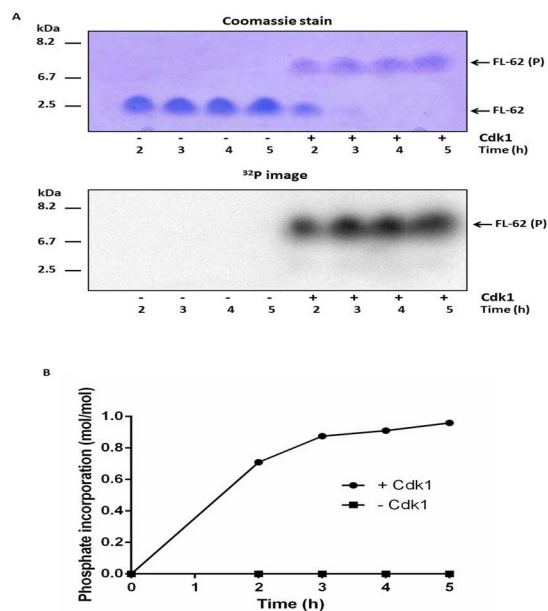 A
Coomassie stain
kDa
8.2
6.7
2.5
← FL-62 (P)
← FL-62
- - - - + + + + Cdk1
2 3 4 5 2 3 4 5 Time (h)
³²P image
kDa
8.2
6.7
2.5
← FL-62 (P)
- - - - + + + + Cdk1
2 3 4 5 2 3 4 5 Time (h)
B
Phosphate incorporation (mol/mol)
1.0
0.8
0.6
0.4
0.2
0.0
+ Cdk1
- Cdk1
0 1 2 3 4 5
Time (h)